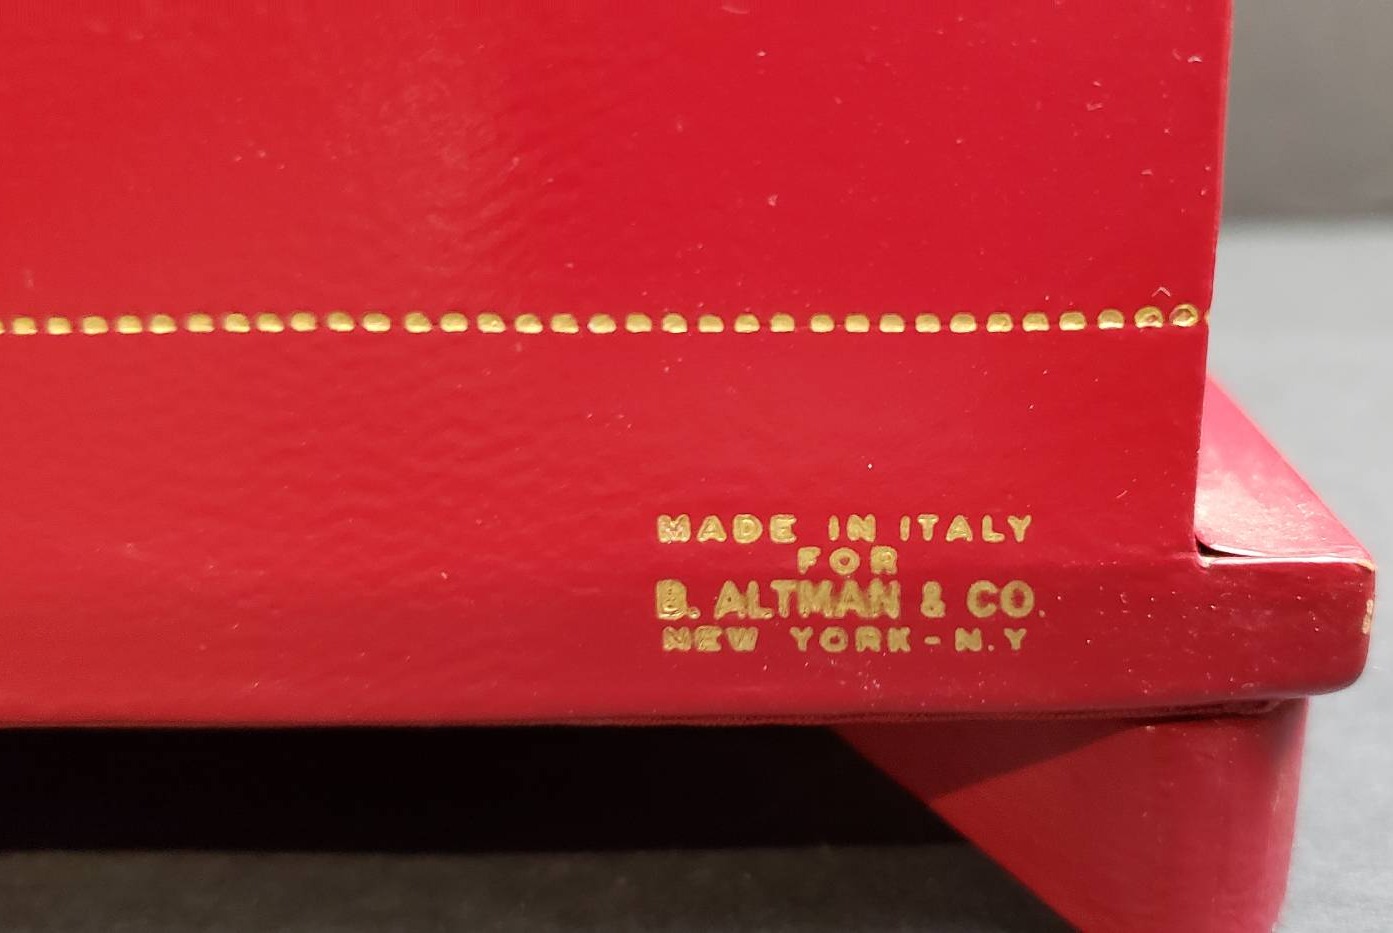 MADE IN ITALY
FOR
B. ALTMAN & CO.
NEW YORK - N.Y